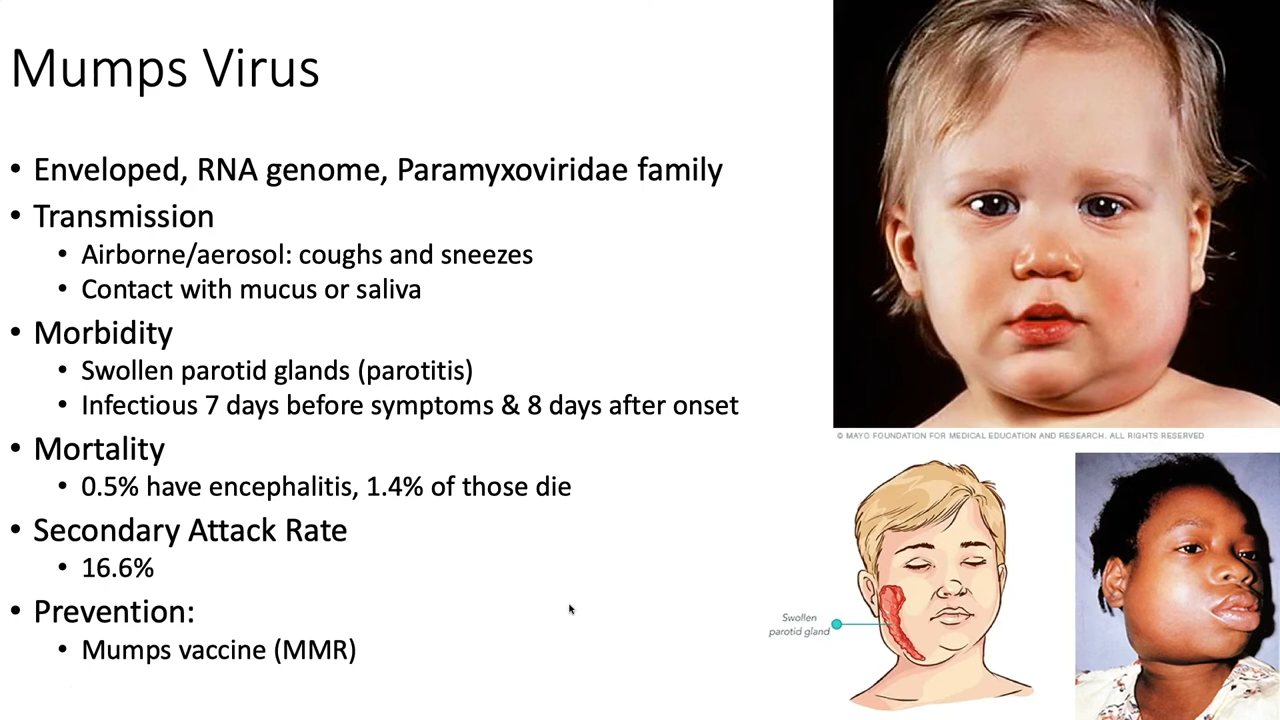 Mumps Virus
• Enveloped, RNA genome, Paramyxoviridae family
• Transmission
• Airborne/aerosol: coughs and sneezes
• Contact with mucus or saliva
• Morbidity
• Swollen parotid glands (parotitis)
• Infectious 7 days before symptoms & 8 days after onset
• Mortality
• 0.5% have encephalitis, 1.4% of those die
• Secondary Attack Rate
• 16.6%
• Prevention:
• Mumps vaccine (MMR)
© MAYO FOUNDATION FOR MEDICAL EDUCATION AND RESEARCH. ALL RIGHTS RESERVED
Swollen
parotid gland